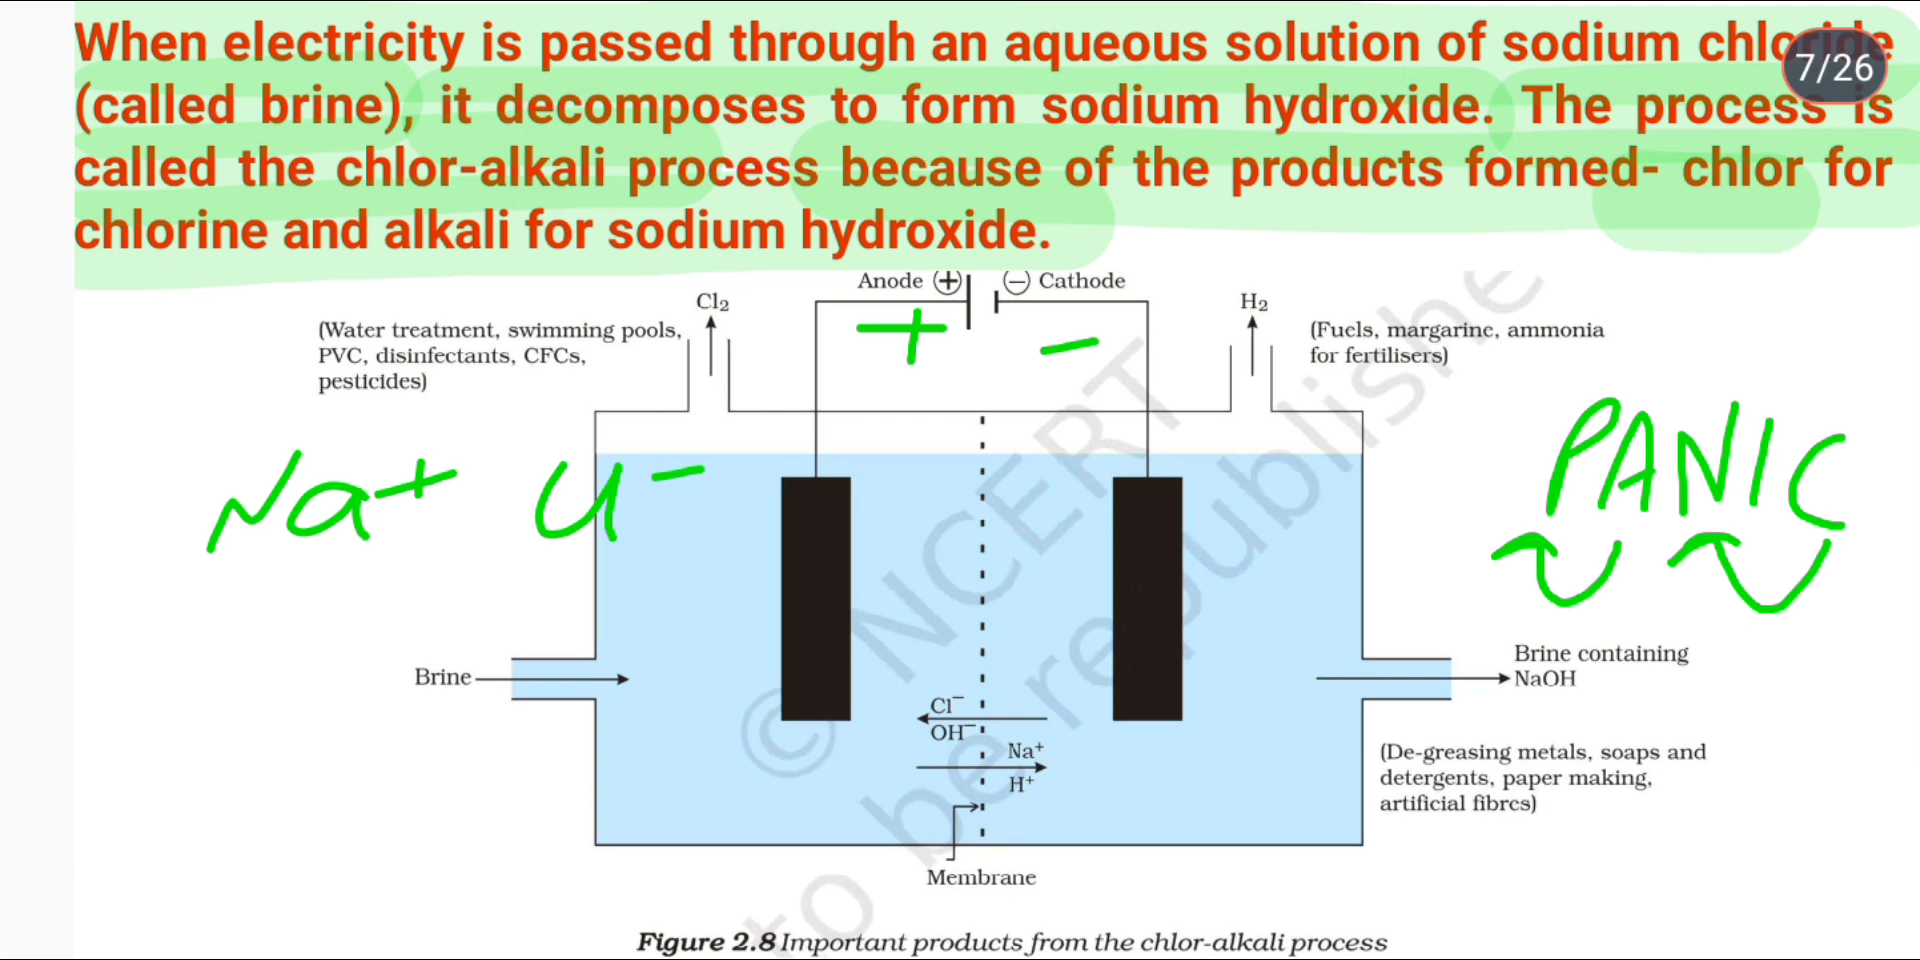 When electricity is passed through an aqueous solution of sodium chloride
7/26
(called brine), it decomposes to form sodium hydroxide. The process is
called the chlor-alkali process because of the products formed- chlor for
chlorine and alkali for sodium hydroxide.
Anode + − Cathode
Cl2
H2
(Water treatment, swimming pools,
PVC, disinfectants, CFCs,
pesticides)
+ −
(Fuels, margarine, ammonia
for fertilisers)
PANIC
Na+ Cl −
Brine
Brine containing
NaOH
Cl−
OH−
Na+
H+
(De-greasing metals, soaps and
detergents, paper making,
artificial fibres)
Membrane
© NCERT
to be republishe
Figure 2.8 Important products from the chlor-alkali process